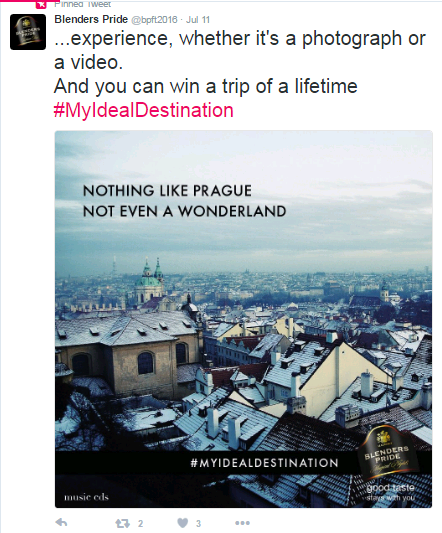 Pinned Tweet
Blenders Pride @bpft2016 · Jul 11
...experience, whether it's a photograph or
a video.
And you can win a trip of a lifetime
#MyIdealDestination
NOTHING LIKE PRAGUE
NOT EVEN A WONDERLAND
#MYIDEALDESTINATION
BLENDERS
PRIDE
good taste
stays with you
music cds
2
3